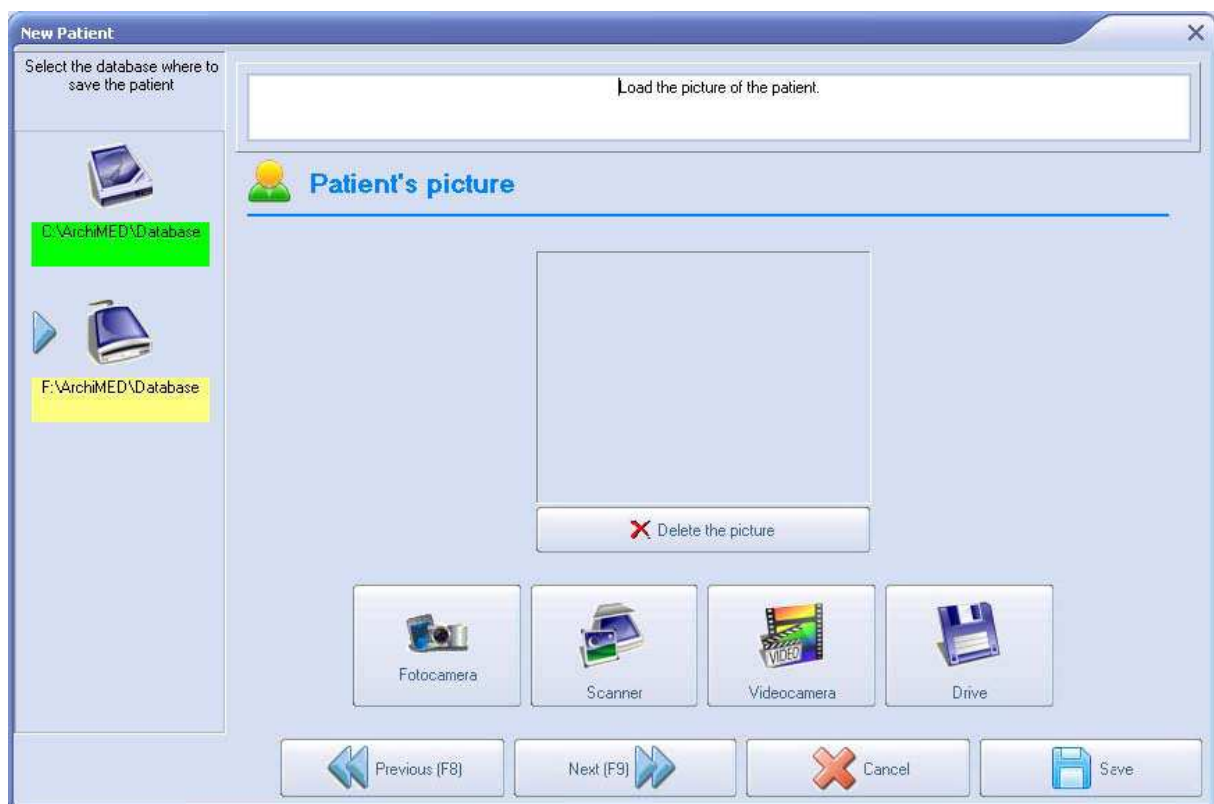 New Patient
Select the database where to
save the patient
Load the picture of the patient.
C:\ArchiMED\Database
Patient's picture
F:\ArchiMED\Database
Delete the picture
Fotocamera
Scanner
VIDEO
Videocamera
Drive
Previous (F8)
Next (F9)
Cancel
Save